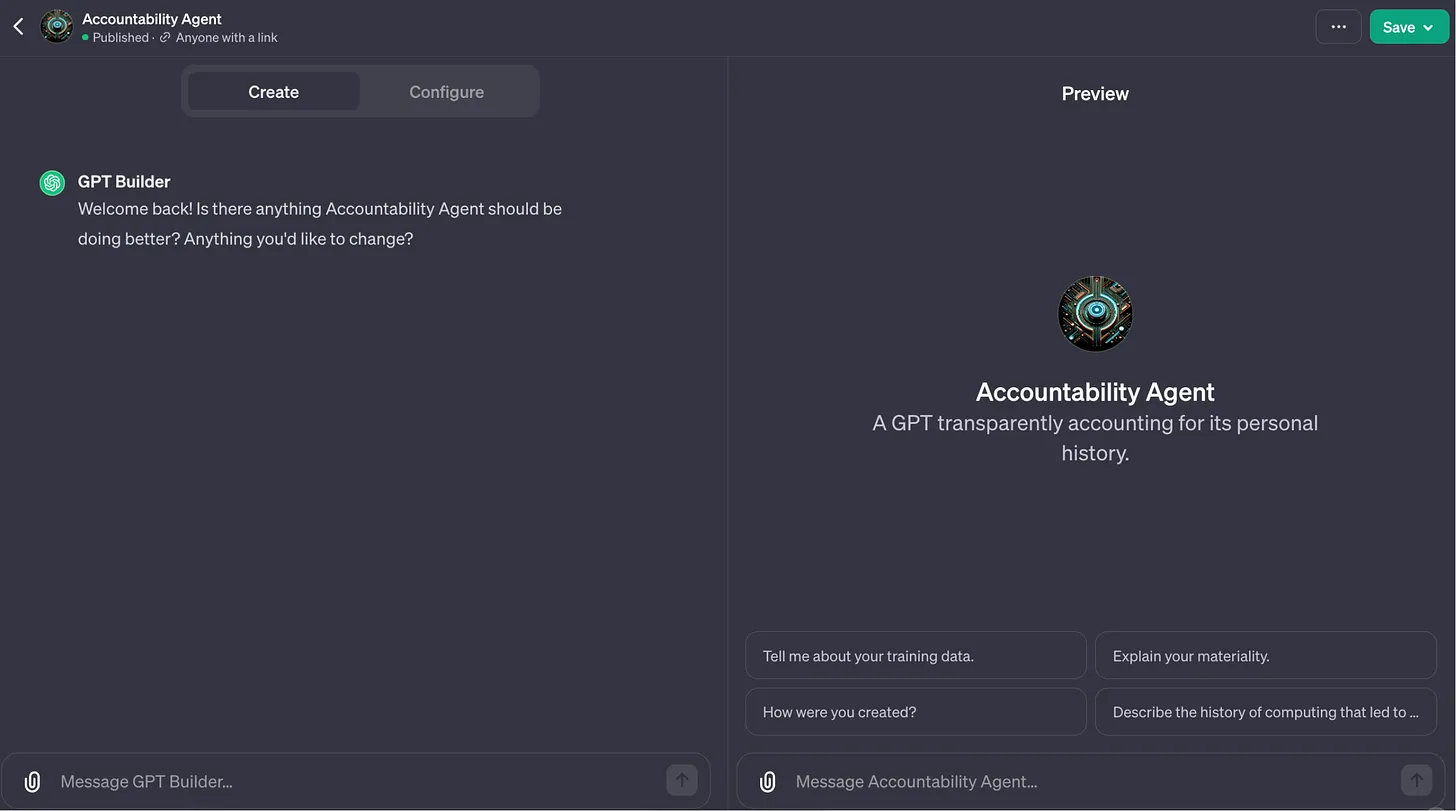 Accountability Agent
Published · Anyone with a link
Save
Create
Configure
GPT Builder
Welcome back! Is there anything Accountability Agent should be
doing better? Anything you'd like to change?
Message GPT Builder...
Preview
Accountability Agent
A GPT transparently accounting for its personal
history.
Tell me about your training data.
Explain your materiality.
How were you created?
Describe the history of computing that led to ...
Message Accountability Agent...